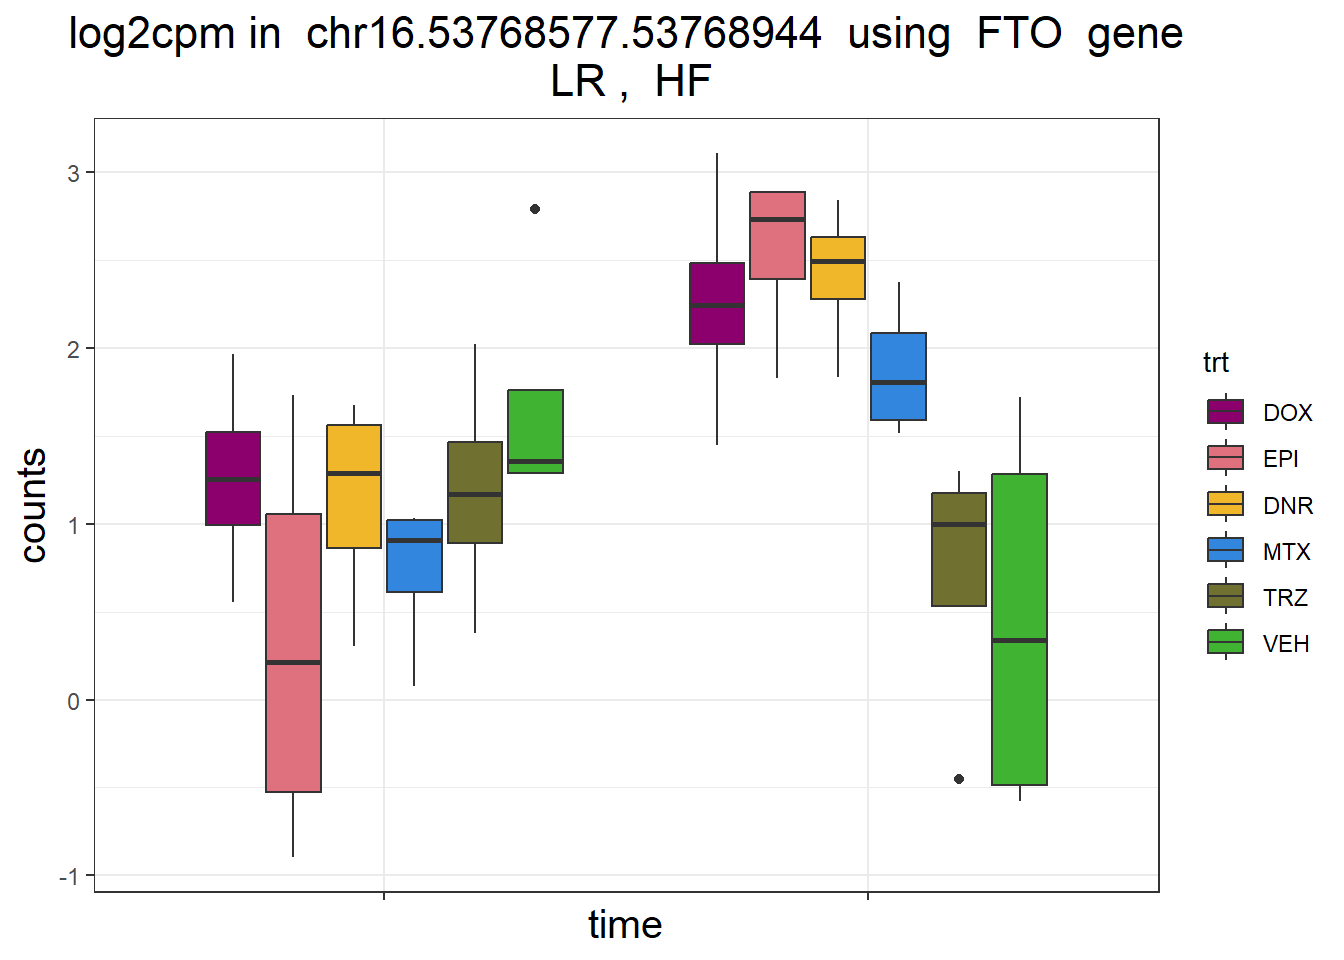 log2cpm in  chr16.53768577.53768944  using  FTO  gene
LR ,  HF
3
2
1
0
-1
counts
time
trt
DOX
EPI
DNR
MTX
TRZ
VEH